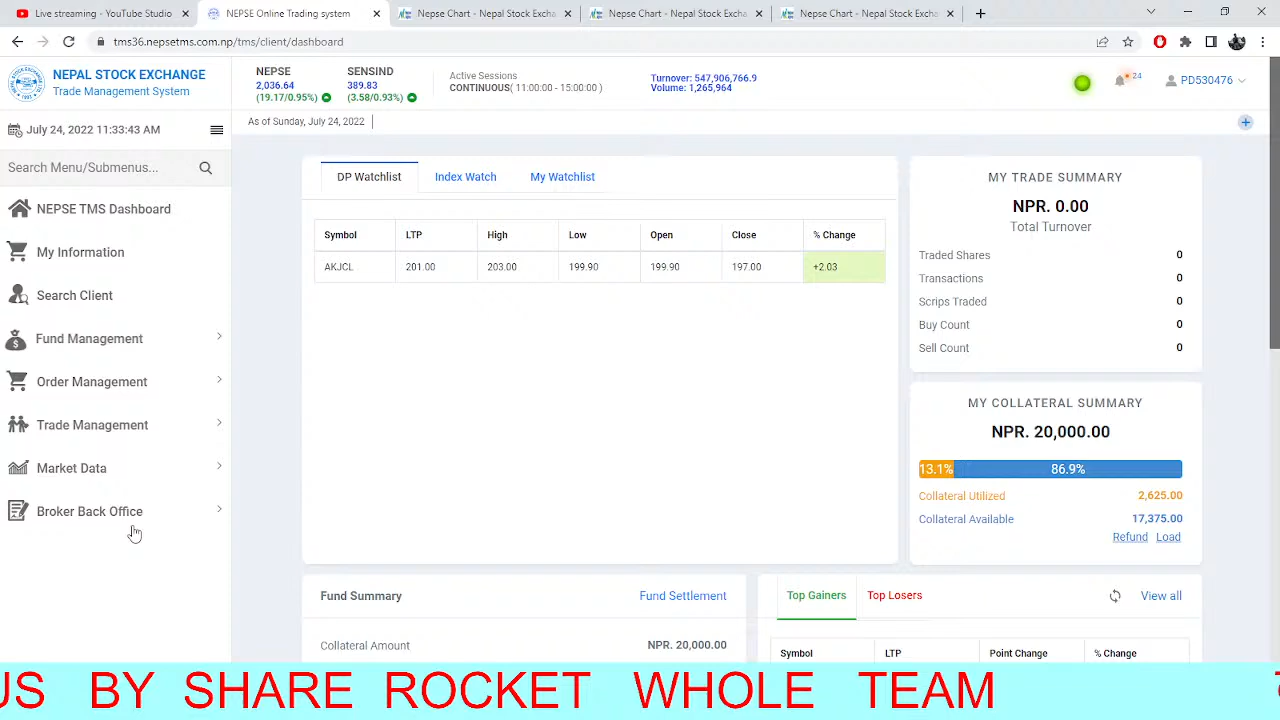 Live streaming - YouTube Studio
NEPSE Online Trading system
Nepse Chart - Nepal Stock Excha
Nepse Chart - Nepal Stock Excha
Nepse Chart - Nepal Stock Excha
tms36.nepsetms.com.np/tms/client/dashboard
NEPAL STOCK EXCHANGE
Trade Management System
NEPSE
2,036.64
(19.17/0.95%)
SENSIND
389.83
(3.58/0.93%)
Active Sessions
CONTINUOUS( 11:00:00 - 15:00:00 )
Turnover: 547,906,766.9
Volume: 1,265,964
24
PD530476
July 24, 2022 11:33:43 AM
As of Sunday, July 24, 2022
Search Menu/Submenus...
NEPSE TMS Dashboard
My Information
Search Client
Fund Management
Order Management
Trade Management
Market Data
Broker Back Office
DP Watchlist Index Watch My Watchlist
Symbol LTP High Low Open Close % Change
AKJCL 201.00 203.00 199.90 199.90 197.00 +2.03
MY TRADE SUMMARY
NPR. 0.00
Total Turnover
Traded Shares 0
Transactions 0
Scrips Traded 0
Buy Count 0
Sell Count 0
MY COLLATERAL SUMMARY
NPR. 20,000.00
13.1% 86.9%
Collateral Utilized 2,625.00
Collateral Available 17,375.00
Refund Load
Fund Summary Fund Settlement
Collateral Amount NPR. 20,000.00
Top Gainers Top Losers View all
Symbol LTP Point Change % Change
US BY SHARE ROCKET WHOLE TEAM